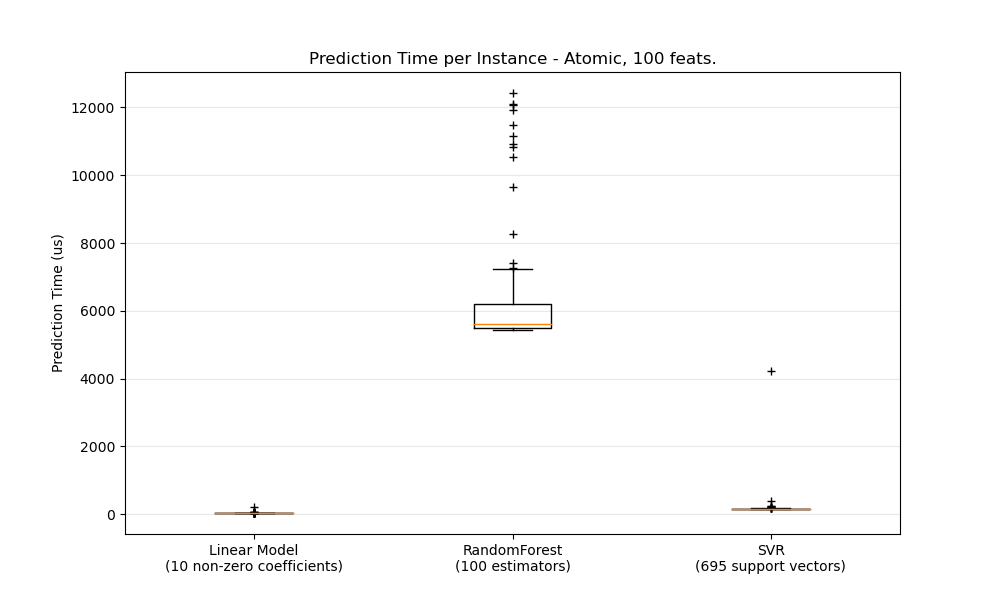 Prediction Time per Instance - Atomic, 100 feats.
Prediction Time (us)
12000
10000
8000
6000
4000
2000
0
Linear Model
(10 non-zero coefficients)
RandomForest
(100 estimators)
SVR
(695 support vectors)